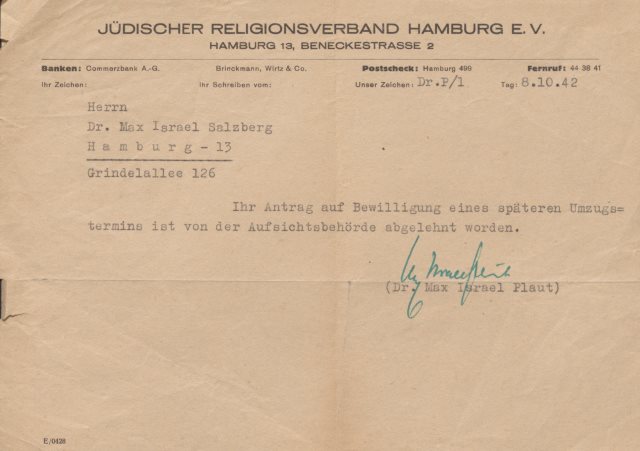 JÜDISCHER RELIGIONSVERBAND HAMBURG E. V.
HAMBURG 13, BENECKESTRASSE 2
Banken: Commerzbank A.-G. Brinckmann, Wirtz & Co. Postscheck: Hamburg 499 Fernruf: 44 38 41
Ihr Zeichen: Ihr Schreiben vom: Unser Zeichen: Dr.P/l Tag: 8.10.42
Herrn
Dr. Max Israel Salzberg
Hamburg - 13
Grindelallee 126
Ihr Antrag auf Bewilligung eines späteren Umzugs=
termins ist von der Aufsichtsbehörde abgelehnt worden.
(Dr. Max Israel Plaut)
E/0428